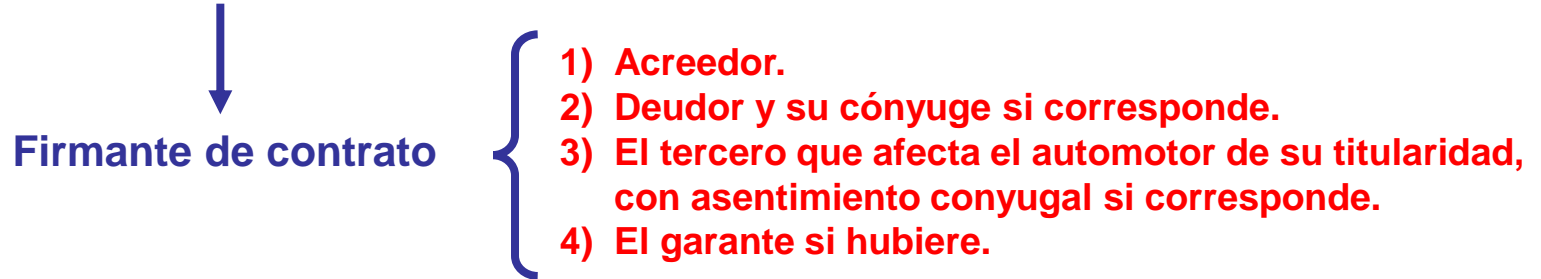 Firmante de contrato
1) Acreedor.
2) Deudor y su cónyuge si corresponde.
3) El tercero que afecta el automotor de su titularidad,
con asentimiento conyugal si corresponde.
4) El garante si hubiere.